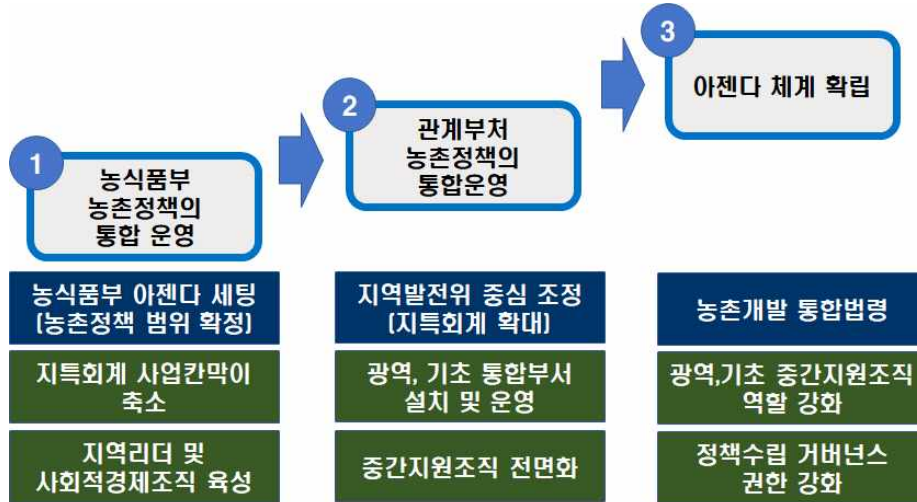 1
농식품부
농촌정책의
통합 운영
2
관계부처
농촌정책의
통합운영
3
아젠다 체계 확립
농식품부 아젠다 세팅
(농촌정책 범위 확정)
지특회계 사업칸막이
축소
지역리더 및
사회적경제조직 육성
지역발전위 중심 조정
(지특회계 확대)
광역, 기초 통합부서
설치 및 운영
중간지원조직 전면화
농촌개발 통합법령
광역,기초 중간지원조직
역할 강화
정책수립 거버넌스
권한 강화